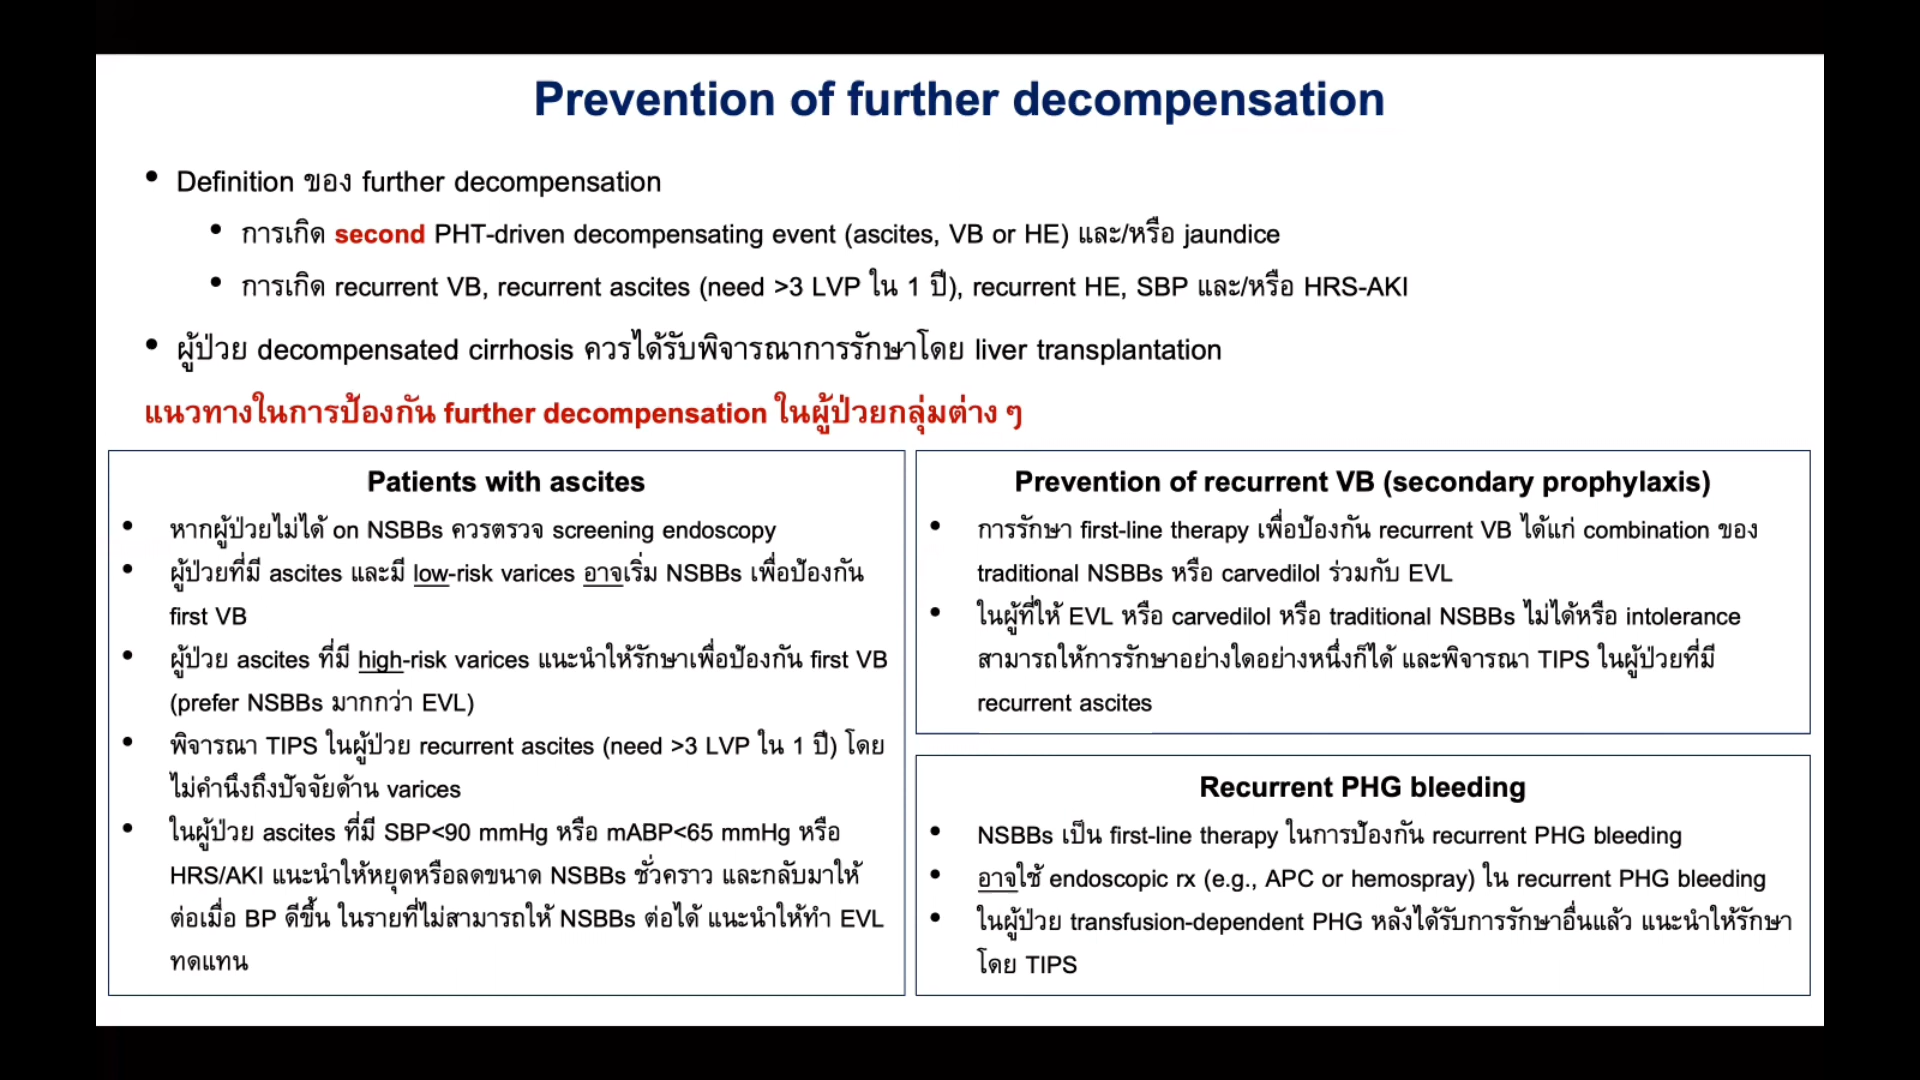 Prevention of further decompensation
• Definition ของ further decompensation
• การเกิด second PHT-driven decompensating event (ascites, VB or HE) และ/หรือ jaundice
• การเกิด recurrent VB, recurrent ascites (need >3 LVP ใน 1 ปี), recurrent HE, SBP และ/หรือ HRS-AKI
• ผู้ป่วย decompensated cirrhosis ควรได้รับพิจารณาการรักษาโดย liver transplantation
แนวทางในการป้องกัน further decompensation ในผู้ป่วยกลุ่มต่าง ๆ
Patients with ascites
• หากผู้ป่วยไม่ได้ on NSBBs ควรตรวจ screening endoscopy
• ผู้ป่วยที่มี ascites และมี low-risk varices อาจเริ่ม NSBBs เพื่อป้องกัน
first VB
• ผู้ป่วย ascites ที่มี high-risk varices แนะนำให้รักษาเพื่อป้องกัน first VB
(prefer NSBBs มากกว่า EVL)
• พิจารณา TIPS ในผู้ป่วย recurrent ascites (need >3 LVP ใน 1 ปี) โดย
ไม่คำนึงถึงปัจจัยด้าน varices
• ในผู้ป่วย ascites ที่มี SBP<90 mmHg หรือ mABP<65 mmHg หรือ
HRS/AKI แนะนำให้หยุดหรือลดขนาด NSBBs ชั่วคราว และกลับมาให้
ต่อเมื่อ BP ดีขึ้น ในรายที่ไม่สามารถให้ NSBBs ต่อได้ แนะนำให้ทำ EVL
ทดแทน
Prevention of recurrent VB (secondary prophylaxis)
• การรักษา first-line therapy เพื่อป้องกัน recurrent VB ได้แก่ combination ของ
traditional NSBBs หรือ carvedilol ร่วมกับ EVL
• ในผู้ที่ให้ EVL หรือ carvedilol หรือ traditional NSBBs ไม่ได้หรือ intolerance
สามารถให้การรักษาอย่างใดอย่างหนึ่งก็ได้ และพิจารณา TIPS ในผู้ป่วยที่มี
recurrent ascites
Recurrent PHG bleeding
• NSBBs เป็น first-line therapy ในการป้องกัน recurrent PHG bleeding
• อาจใช้ endoscopic rx (e.g., APC or hemospray) ใน recurrent PHG bleeding
• ในผู้ป่วย transfusion-dependent PHG หลังได้รับการรักษาอื่นแล้ว แนะนำให้รักษา
โดย TIPS